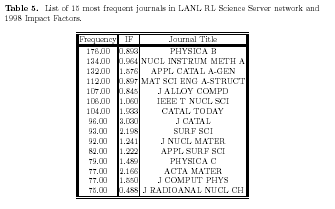 Table 5. List of 15 most frequent journals in LANL RL Science Server network and
1998 Impact Factors.
Frequency IF Journal Title
176.00 0.893 PHYSICA B
134.00 0.964 NUCL INSTRUM METH A
132.00 1.576 APPL CATAL A-GEN
112.00 0.897 MAT SCI ENG A-STRUCT
107.00 0.845 J ALLOY COMPD
106.00 1.060 IEEE T NUCL SCI
104.00 1.933 CATAL TODAY
96.00 3.030 J CATAL
93.00 2.198 SURF SCI
92.00 1.241 J NUCL MATER
82.00 1.222 APPL SURF SCI
79.00 1.489 PHYSICA C
77.00 2.166 ACTA MATER
77.00 1.550 J COMPUT PHYS
75.00 0.488 J RADIOANAL NUCL CH